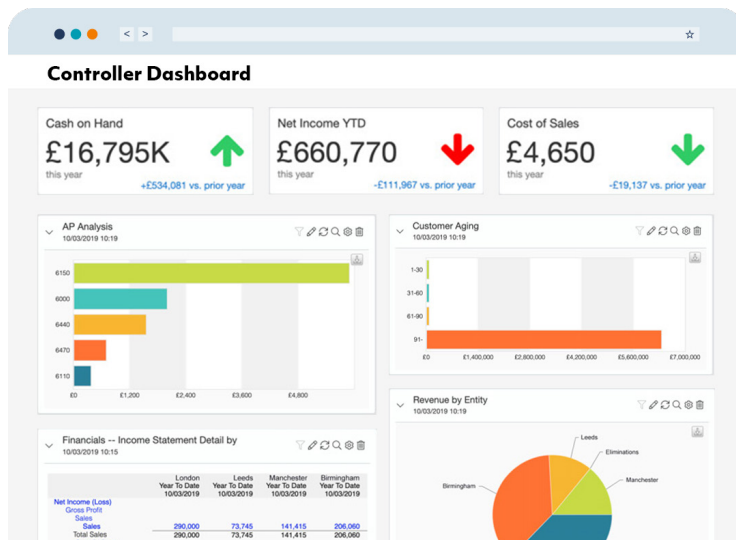 < >
Controller Dashboard
Cash on Hand
£16,795K
this year
+£534,081 vs. prior year
Net Income YTD
£660,770
this year
-£111,967 vs. prior year
Cost of Sales
£4,650
this year
-£19,137 vs. prior year
AP Analysis
10/03/2019 10:19
6150
6000
6440
6470
6110
£0 £1,200 £2,400 £3,600 £4,800
Customer Aging
10/03/2019 10:19
1-30
31-60
61-90
91-
£0 £1,400,000 £2,800,000 £4,200,000 £5,600,000 £7,000,000
Financials -- Income Statement Detail by
10/03/2019 10:15
London Leeds Manchester Birmingham
Year To Date Year To Date Year To Date Year To Date
10/03/2019 10/03/2019 10/03/2019 10/03/2019
Net Income (Loss)
Gross Profit
Sales
Sales 290,000 73,745 141,415 206,060
Total Sales 290,000 73,745 141,415 206,060
Revenue by Entity
10/03/2019 10:19
Leeds
Eliminations
Manchester
Birmingham